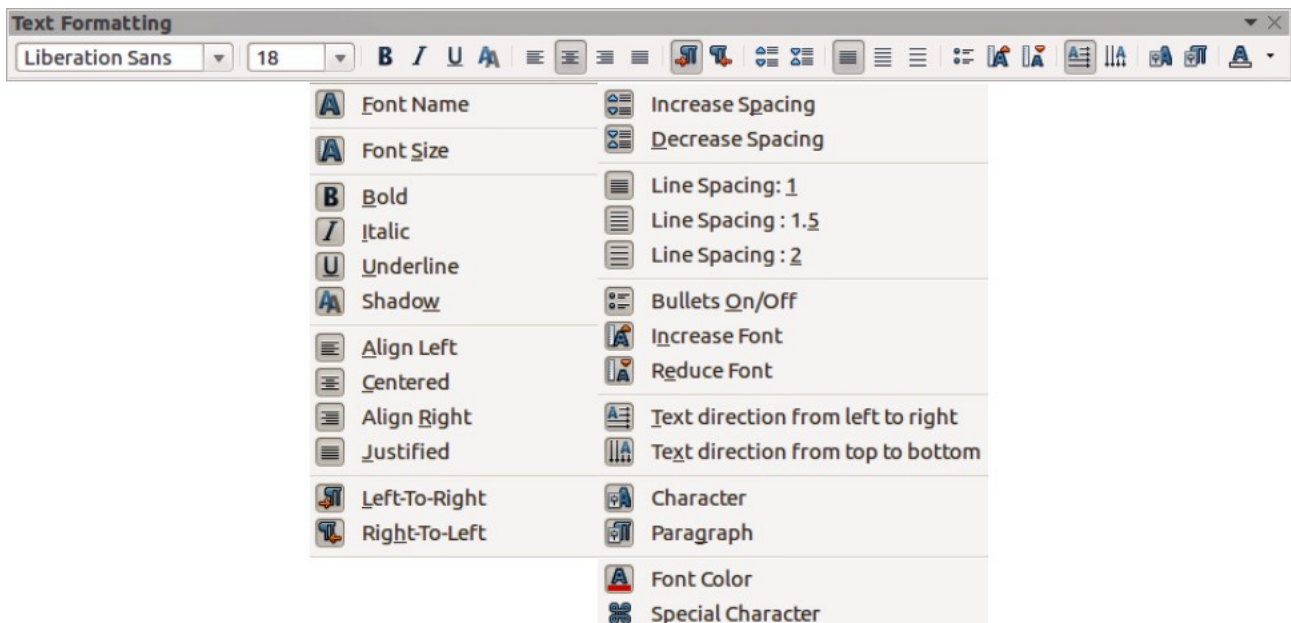 Text Formatting
Liberation Sans 18
Font Name
Font Size
Bold
Italic
Underline
Shadow
Align Left
Centered
Align Right
Justified
Left-To-Right
Right-To-Left
Increase Spacing
Decrease Spacing
Line Spacing: 1
Line Spacing : 1.5
Line Spacing : 2
Bullets On/Off
Increase Font
Reduce Font
Text direction from left to right
Text direction from top to bottom
Character
Paragraph
Font Color
Special Character